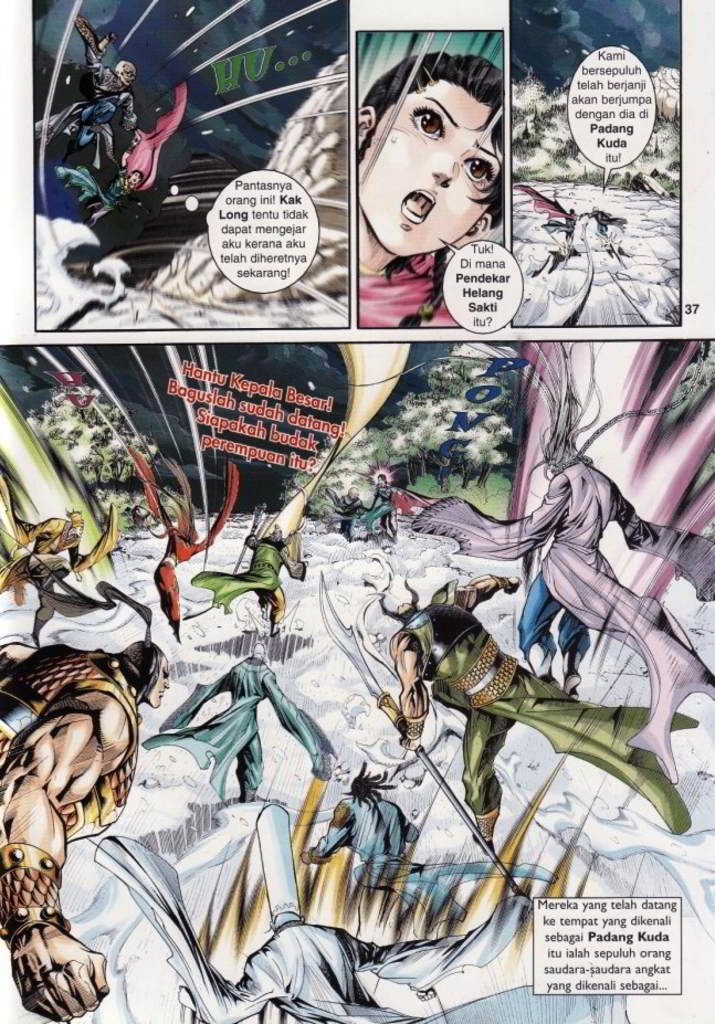 HU...
Pantasnya
orang ini! Kak
Long tentu tidak
dapat mengejar
aku kerana aku
telah diheretnya
sekarang!
Tuk!
Di mana
Pendekar
Helang
Sakti
itu?
Kami
bersepuluh
telah berjanji
akan berjumpa
dengan dia di
Padang
Kuda
itu!
37
HU
Hantu Kepala Besar!
Baguslah sudah datang!
Siapakah budak
perempuan itu?
PONG!
Mereka yang telah datang
ke tempat yang dikenali
sebagai Padang Kuda
itu ialah sepuluh orang
saudara-saudara angkat
yang dikenali sebagai...